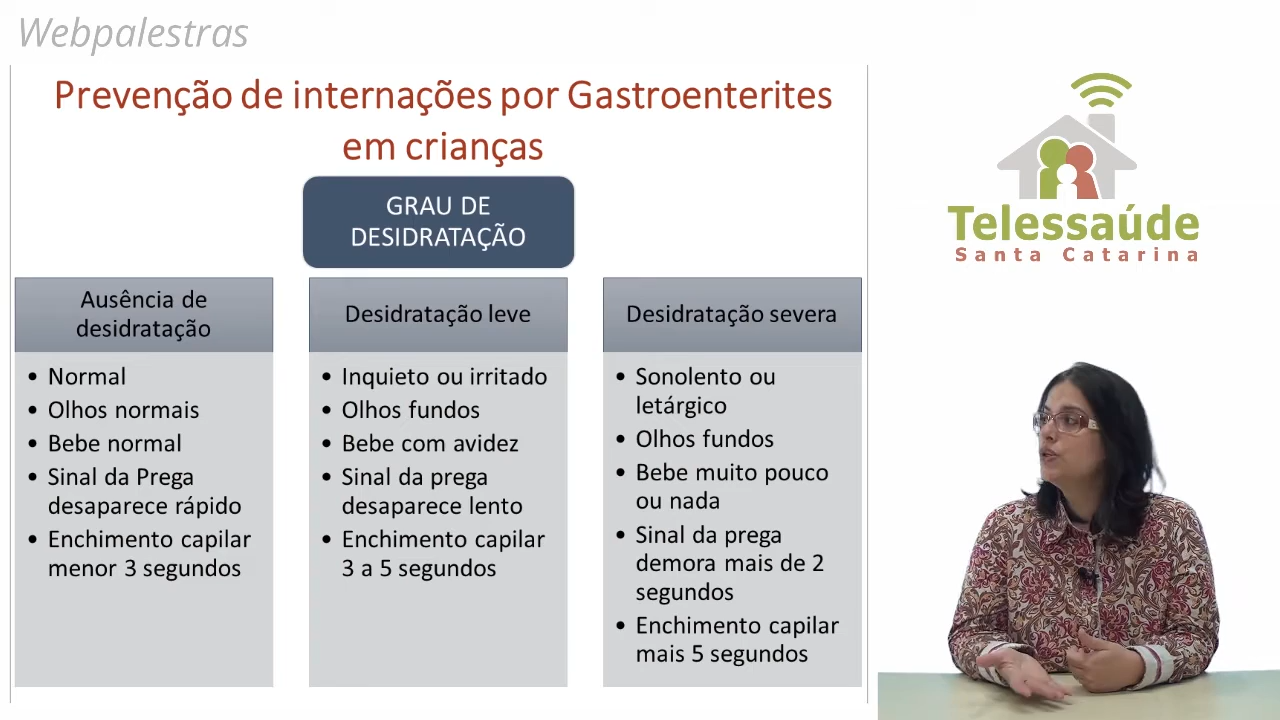 Webpalestras
Prevenção de internações por Gastroenterites
em crianças
GRAU DE
DESIDRATAÇÃO
Ausência de
desidratação
• Normal
• Olhos normais
• Bebe normal
• Sinal da Prega
desaparece rápido
• Enchimento capilar
menor 3 segundos
Desidratação leve
• Inquieto ou irritado
• Olhos fundos
• Bebe com avidez
• Sinal da prega
desaparece lento
• Enchimento capilar
3 a 5 segundos
Desidratação severa
• Sonolento ou
letárgico
• Olhos fundos
• Bebe muito pouco
ou nada
• Sinal da prega
demora mais de 2
segundos
• Enchimento capilar
mais 5 segundos
Telessaúde
Santa Catarina